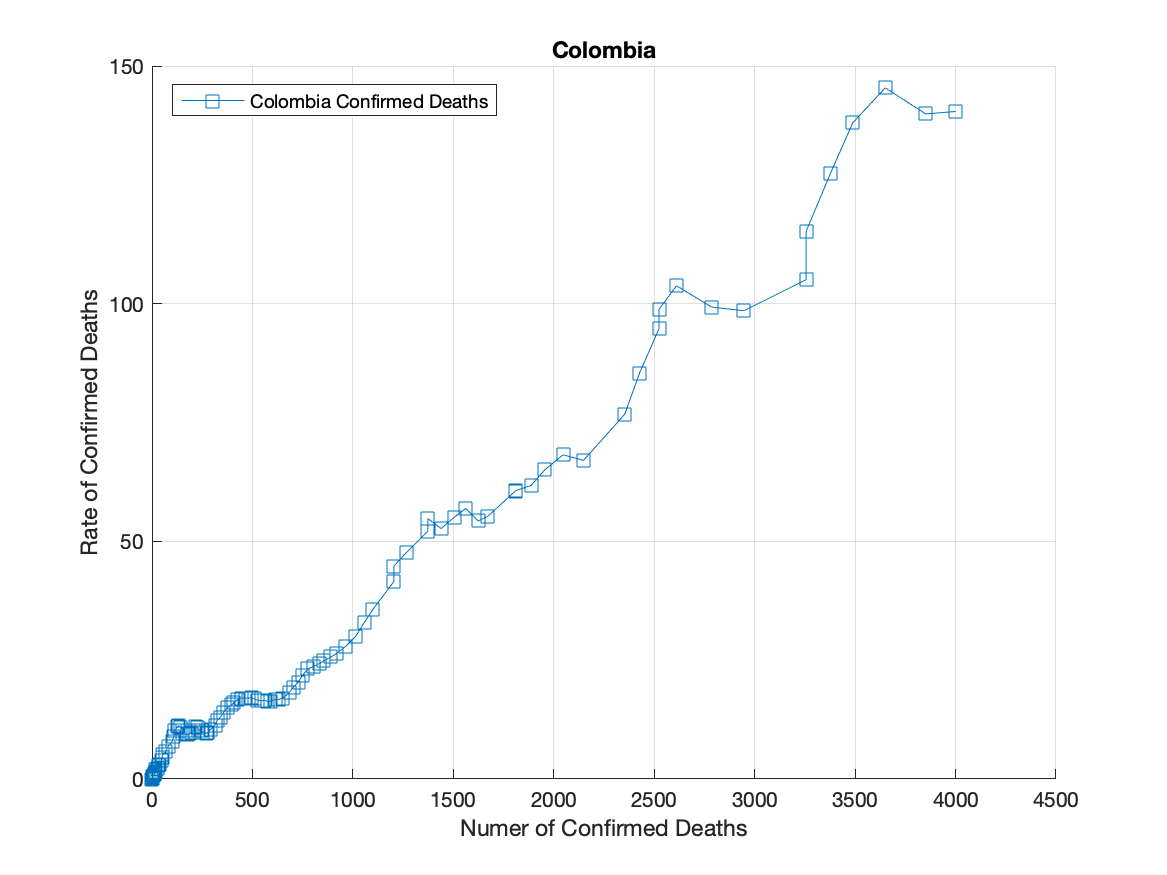 Colombia
Colombia Confirmed Deaths
150
100
50
0
Rate of Confirmed Deaths
0 500 1000 1500 2000 2500 3000 3500 4000 4500
Numer of Confirmed Deaths